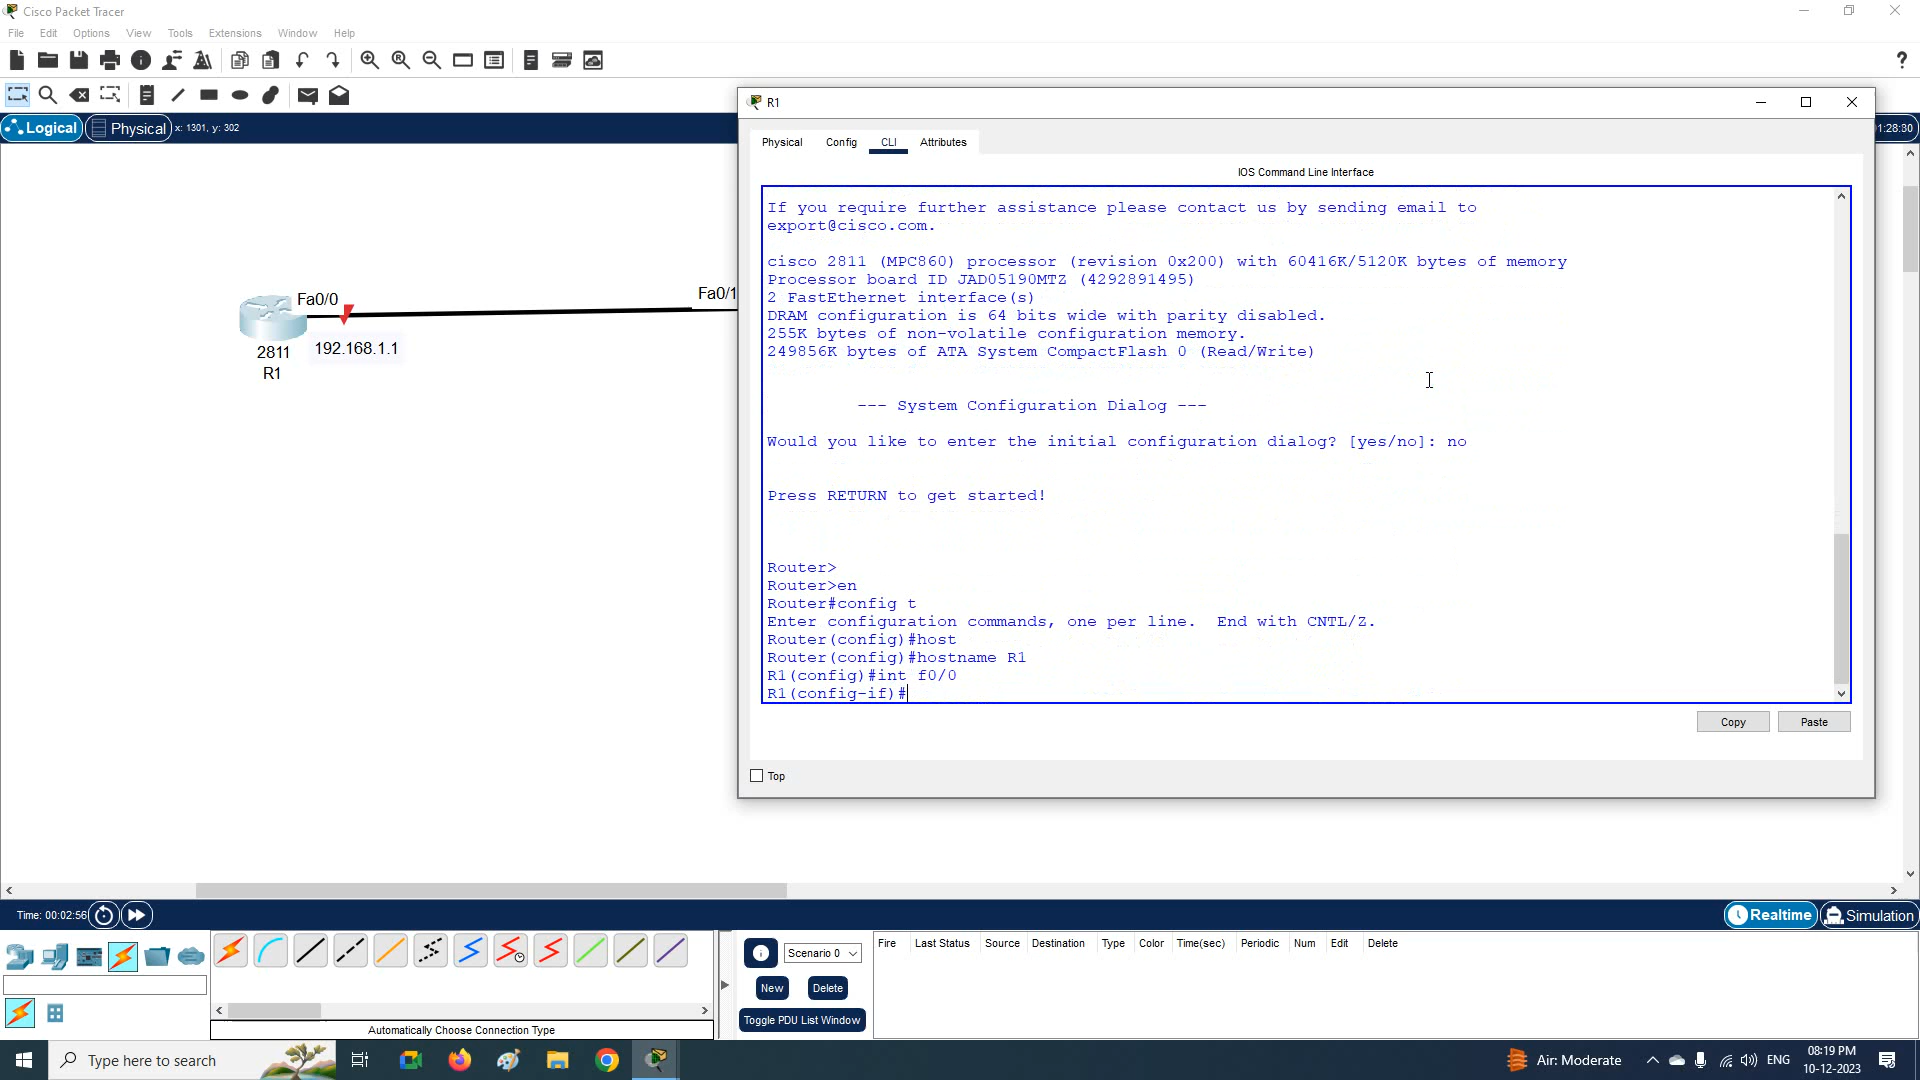 Cisco Packet Tracer
File Edit Options View Tools Extensions Window Help
?
Logical Physical x: 1301, y: 302
R1
Physical Config CLI Attributes
IOS Command Line Interface
If you require further assistance please contact us by sending email to
export@cisco.com.
cisco 2811 (MPC860) processor (revision 0x200) with 60416K/5120K bytes of memory
Processor board ID JAD05190MTZ (4292891495)
2 FastEthernet interface(s)
DRAM configuration is 64 bits wide with parity disabled.
255K bytes of non-volatile configuration memory.
249856K bytes of ATA System CompactFlash 0 (Read/Write)
--- System Configuration Dialog ---
Would you like to enter the initial configuration dialog? [yes/no]: no
Press RETURN to get started!
Router>
Router>en
Router#config t
Enter configuration commands, one per line.  End with CNTL/Z.
Router(config)#host
Router(config)#hostname R1
R1(config)#int f0/0
R1(config-if)#
Copy Paste
Top
Fa0/0
Fa0/1
192.168.1.1
2811
R1
Time: 00:02:56
Realtime Simulation
Automatically Choose Connection Type
Scenario 0
New Delete
Toggle PDU List Window
Fire Last Status Source Destination Type Color Time(sec) Periodic Num Edit Delete
Type here to search
Air: Moderate
ENG
08:19 PM
10-12-2023